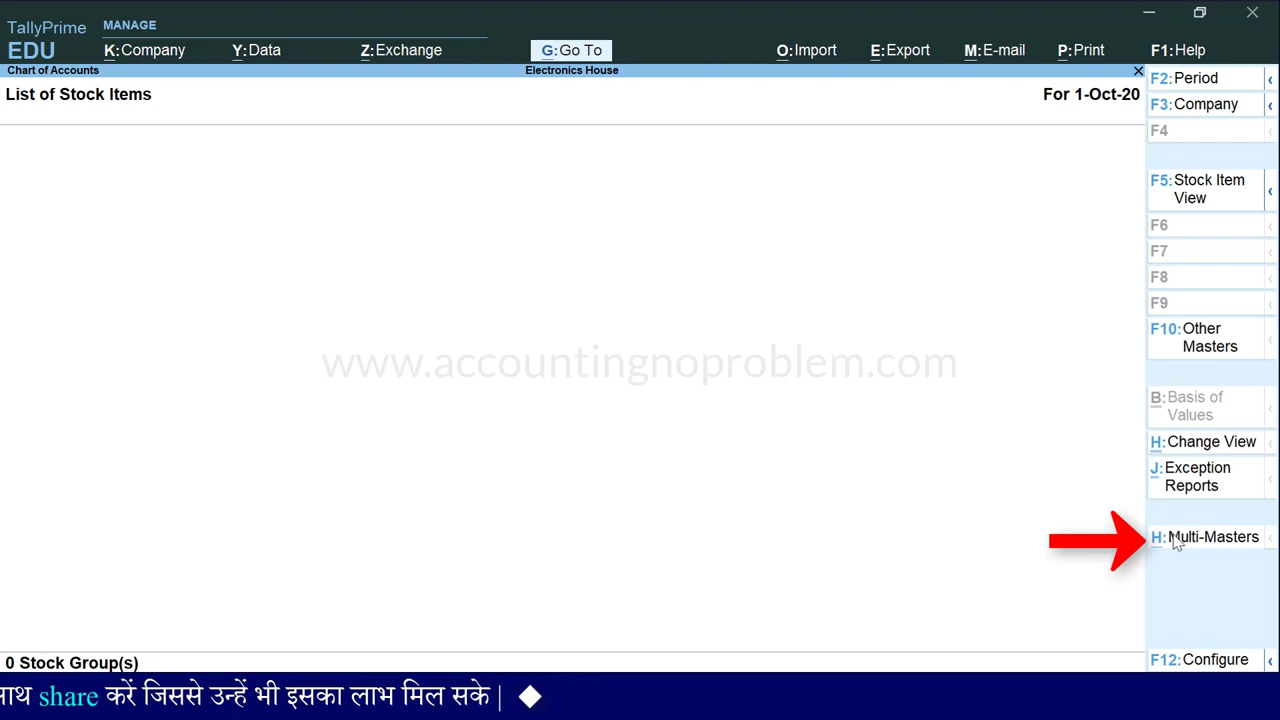 TallyPrime
MANAGE
EDU
K:Company
Y:Data
Z:Exchange
G:Go To
O:Import
E:Export
M:E-mail
P:Print
F1:Help
Chart of Accounts
Electronics House
List of Stock Items
For 1-Oct-20
F2:Period
F3:Company
F4
F5:Stock Item
View
F6
F7
F8
F9
F10:Other
Masters
B:Basis of
Values
H:Change View
J:Exception
Reports
H:Multi-Masters
www.accountingnoproblem.com
0 Stock Group(s)
F12:Configure
share करें जिससे उन्हें भी इसका लाभ मिल सके |